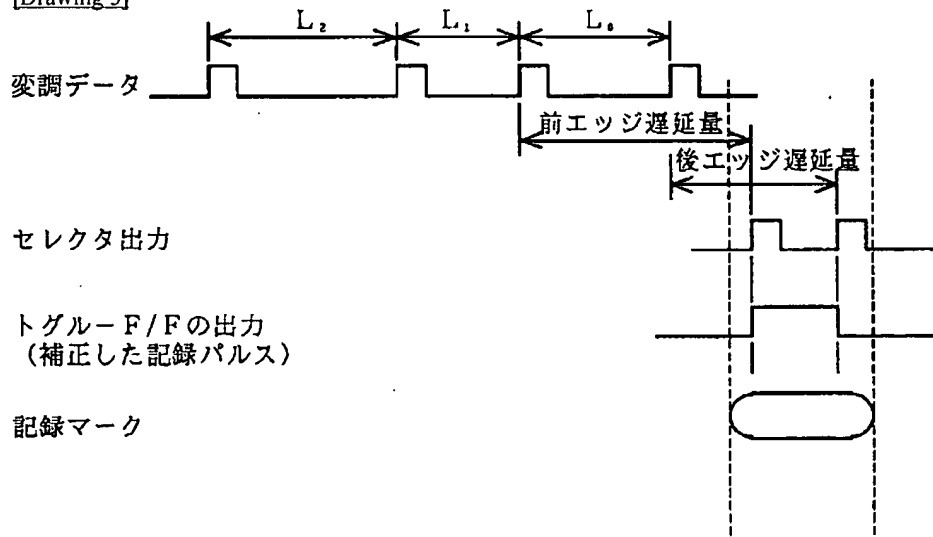 [Drawing 5]
L₂ L₁ L₀
変調データ
前エッジ遅延量
後エッジ遅延量
セレクタ出力
トグルーF/Fの出力
（補正した記録パルス）
記録マーク